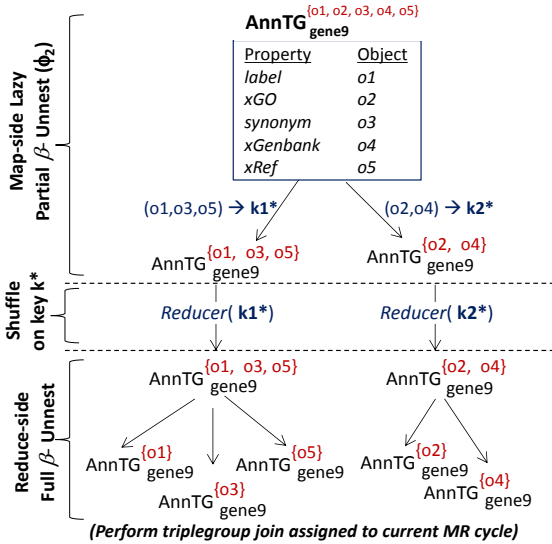 AnnTG{o1, o2, o3, o4, o5}
gene9
Property Object
label o1
xGO o2
synonym o3
xGenbank o4
xRef o5
Map-side Lazy
Partial β- Unnest (ϕ2)
(o1,o3,o5) → k1*
(o2,o4) → k2*
AnnTG{o1, o3, o5}
gene9
AnnTG{o2, o4}
gene9
Shuffle
on key k*
Reducer( k1*)
Reducer( k2*)
Reduce-side
Full β- Unnest
AnnTG{o1, o3, o5}
gene9
AnnTG{o2, o4}
gene9
AnnTG{o1}
gene9
AnnTG{o3}
gene9
AnnTG{o5}
gene9
AnnTG{o2}
gene9
AnnTG{o4}
gene9
(Perform triplegroup join assigned to current MR cycle)